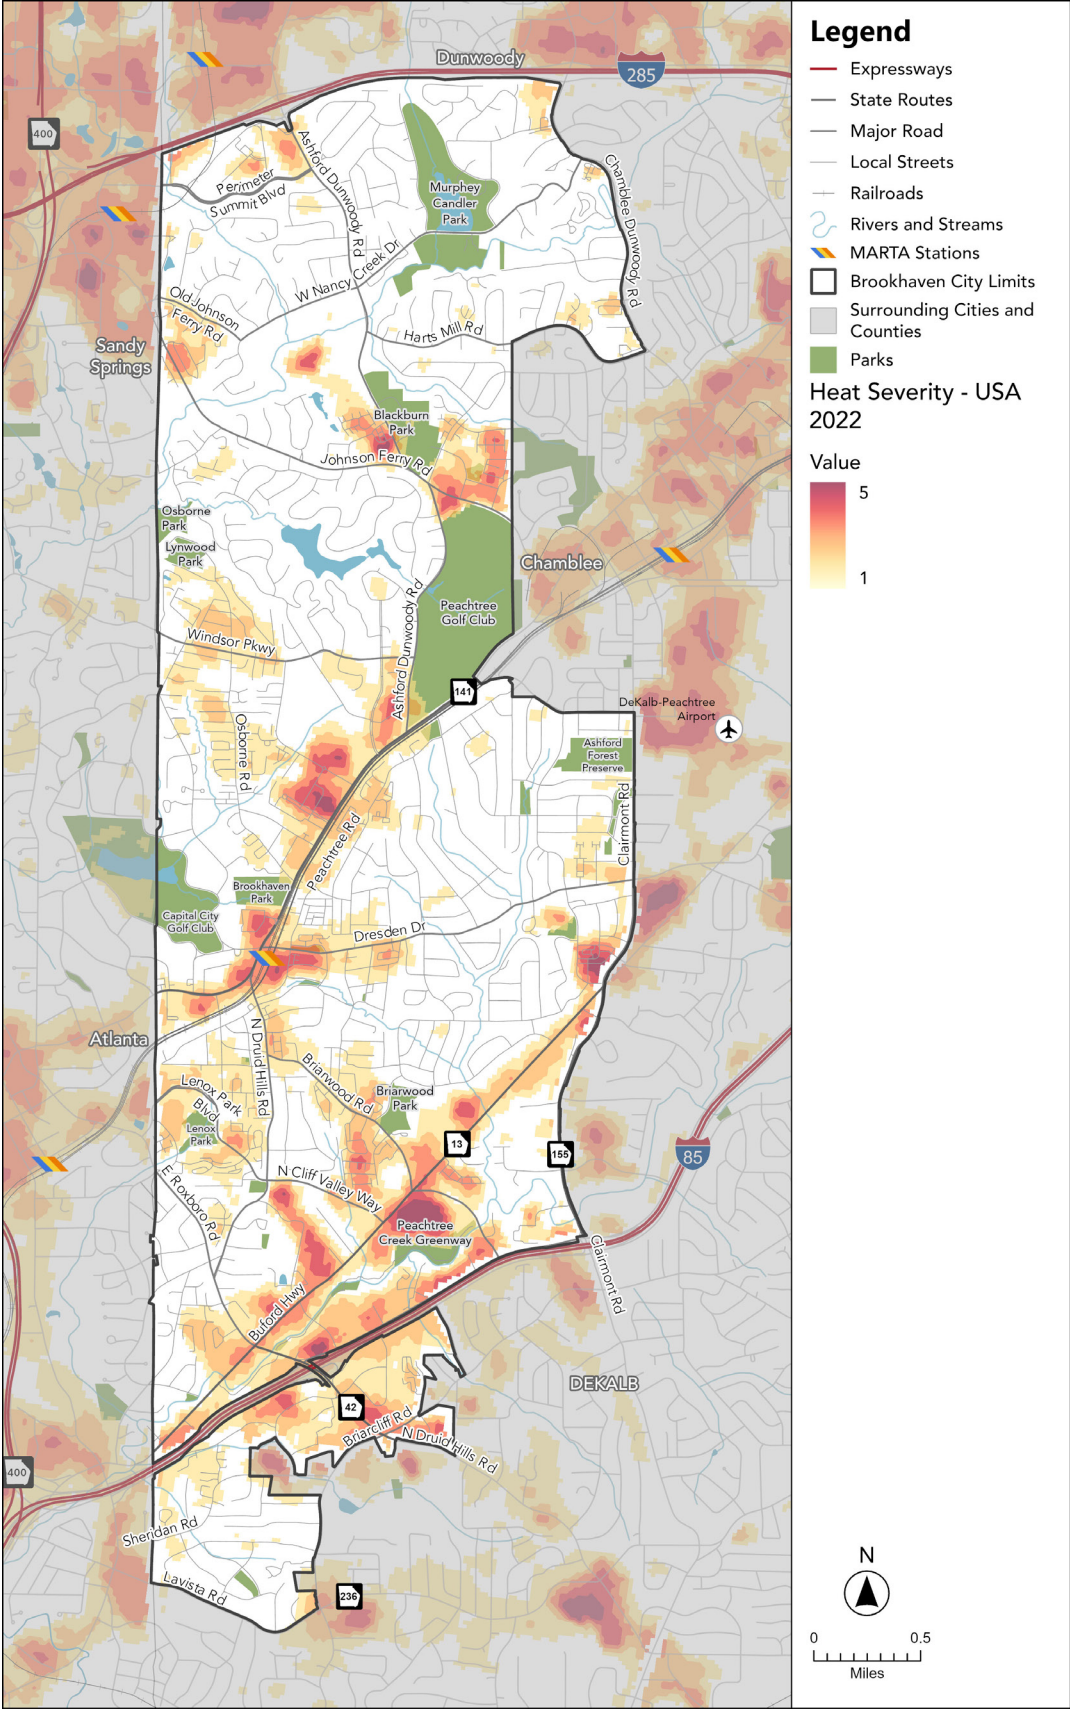 Dunwoody
285
400
Ashford Dunwoody Rd
Perimeter
Summit Blvd
Murphey
Candler
Park
Chamblee Dunwoody Rd
W Nancy Creek Dr
Old Johnson
Ferry Rd
Harts Mill Rd
Sandy
Springs
Blackburn
Park
Johnson Ferry Rd
Osborne
Park
Lynwood
Park
Chamblee
Peachtree
Golf Club
Ashford Dunwoody Rd
Windsor Pkwy
141
DeKalb-Peachtree
Airport
Osborne Rd
Ashford
Forest
Preserve
Clairmont Rd
Peachtree Rd
Brookhaven
Park
Capital City
Golf Club
Dresden Dr
Atlanta
N Druid Hills Rd
Briarwood Rd
Lenox Park
Blvd
Lenox
Park
Briarwood
Park
13
155
85
E Roxboro Rd
N Cliff Valley Way
Peachtree
Creek Greenway
Clairmont Rd
Buford Hwy
DEKALB
42
Briarcliff Rd
N Druid Hills Rd
400
Sheridan Rd
Lavista Rd
236
Legend
Expressways
State Routes
Major Road
Local Streets
Railroads
Rivers and Streams
MARTA Stations
Brookhaven City Limits
Surrounding Cities and
Counties
Parks
Heat Severity - USA
2022
Value
5
1
N
0 0.5
Miles